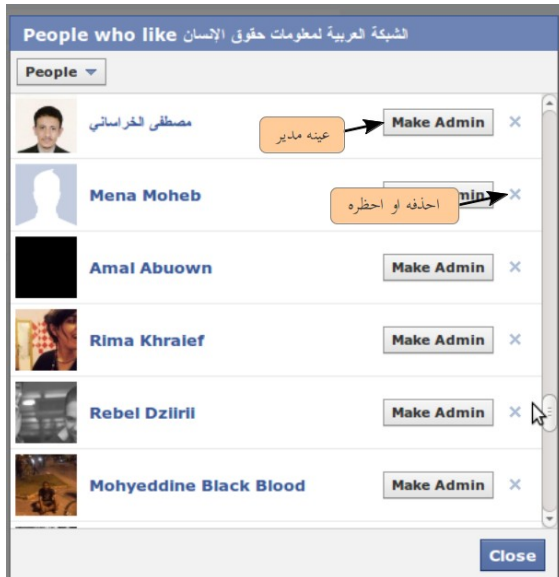 People who like الشبكة العربية لمعلومات حقوق الإنسان
People
مصطفى الخراساني
Make Admin
عينه مدير
Mena Moheb
min
احذفه او احظره
Amal Abuown
Make Admin
Rima Khraief
Make Admin
Rebel Dziirii
Make Admin
Mohyeddine Black Blood
Make Admin
Close